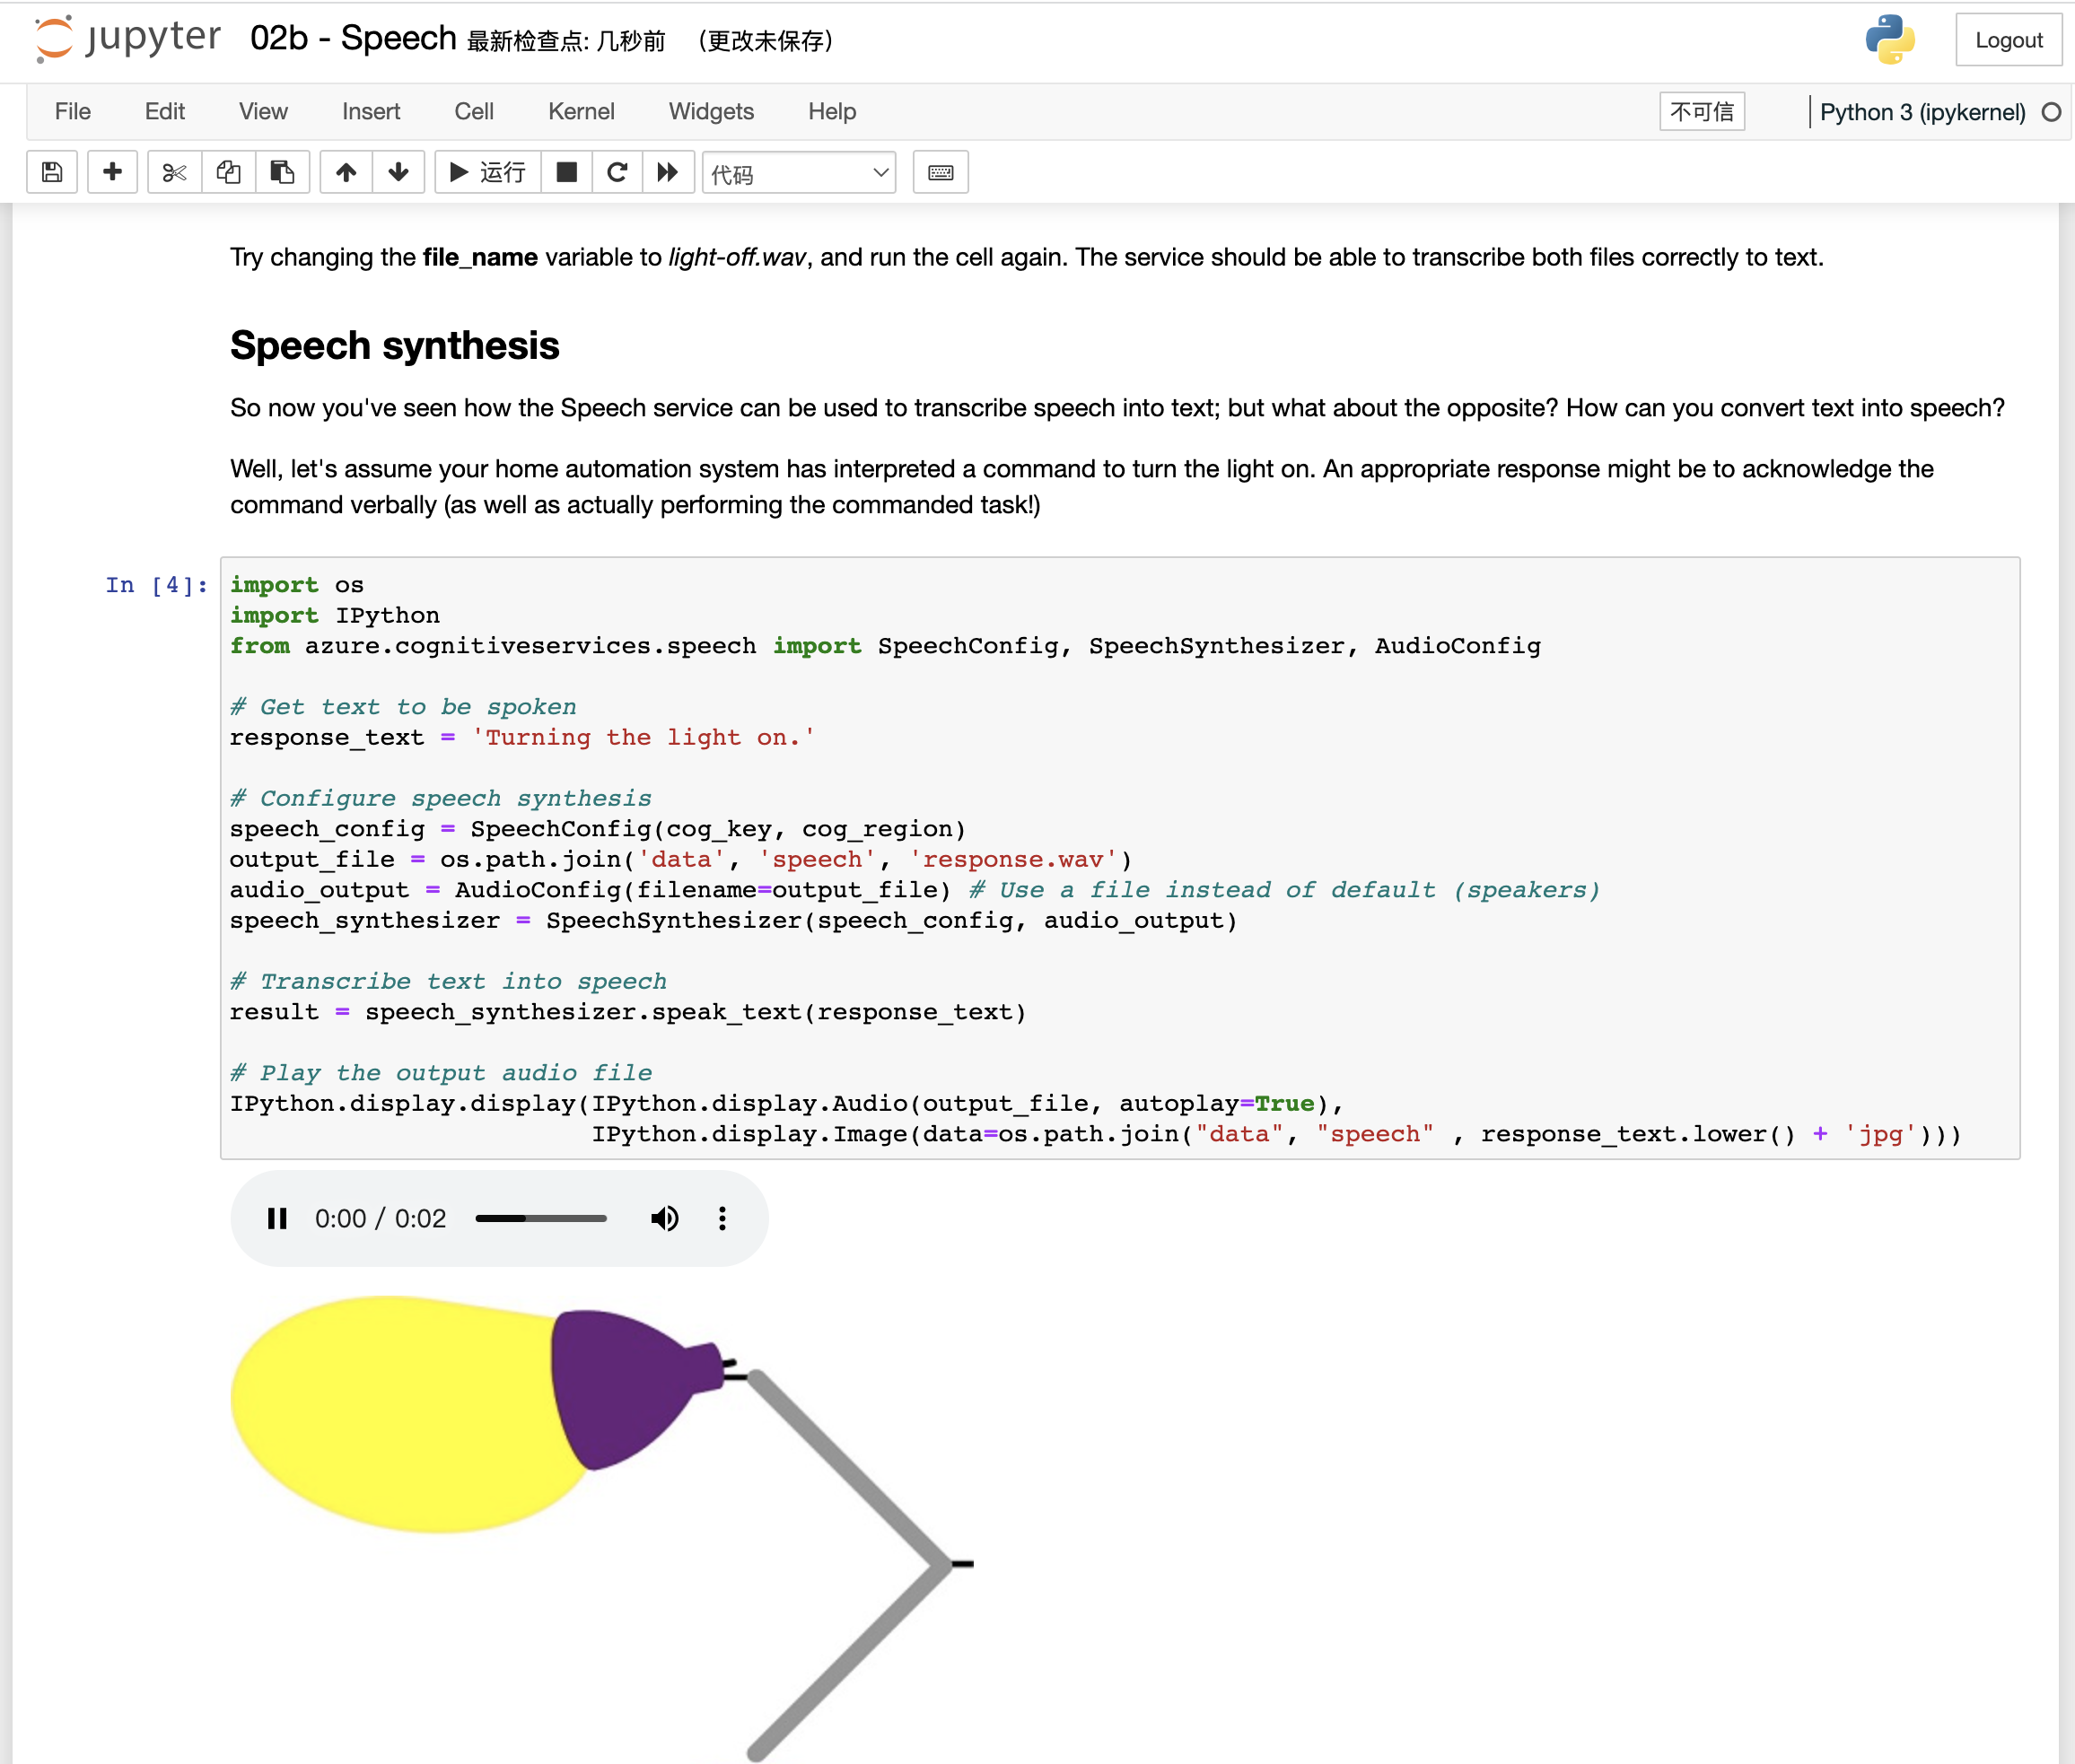 jupyter 02b - Speech 最新检查点: 几秒前 (更改未保存) Logout
File Edit View Insert Cell Kernel Widgets Help 不可信 Python 3 (ipykernel)
运行 代码
Try changing the file_name variable to light-off.wav, and run the cell again. The service should be able to transcribe both files correctly to text.
Speech synthesis
So now you've seen how the Speech service can be used to transcribe speech into text; but what about the opposite? How can you convert text into speech?
Well, let's assume your home automation system has interpreted a command to turn the light on. An appropriate response might be to acknowledge the
command verbally (as well as actually performing the commanded task!)
In [4]: import os
import IPython
from azure.cognitiveservices.speech import SpeechConfig, SpeechSynthesizer, AudioConfig
# Get text to be spoken
response_text = 'Turning the light on.'
# Configure speech synthesis
speech_config = SpeechConfig(cog_key, cog_region)
output_file = os.path.join('data', 'speech', 'response.wav')
audio_output = AudioConfig(filename=output_file) # Use a file instead of default (speakers)
speech_synthesizer = SpeechSynthesizer(speech_config, audio_output)
# Transcribe text into speech
result = speech_synthesizer.speak_text(response_text)
# Play the output audio file
IPython.display.display(IPython.display.Audio(output_file, autoplay=True),
IPython.display.Image(data=os.path.join("data", "speech" , response_text.lower() + 'jpg')))
0:00 / 0:02